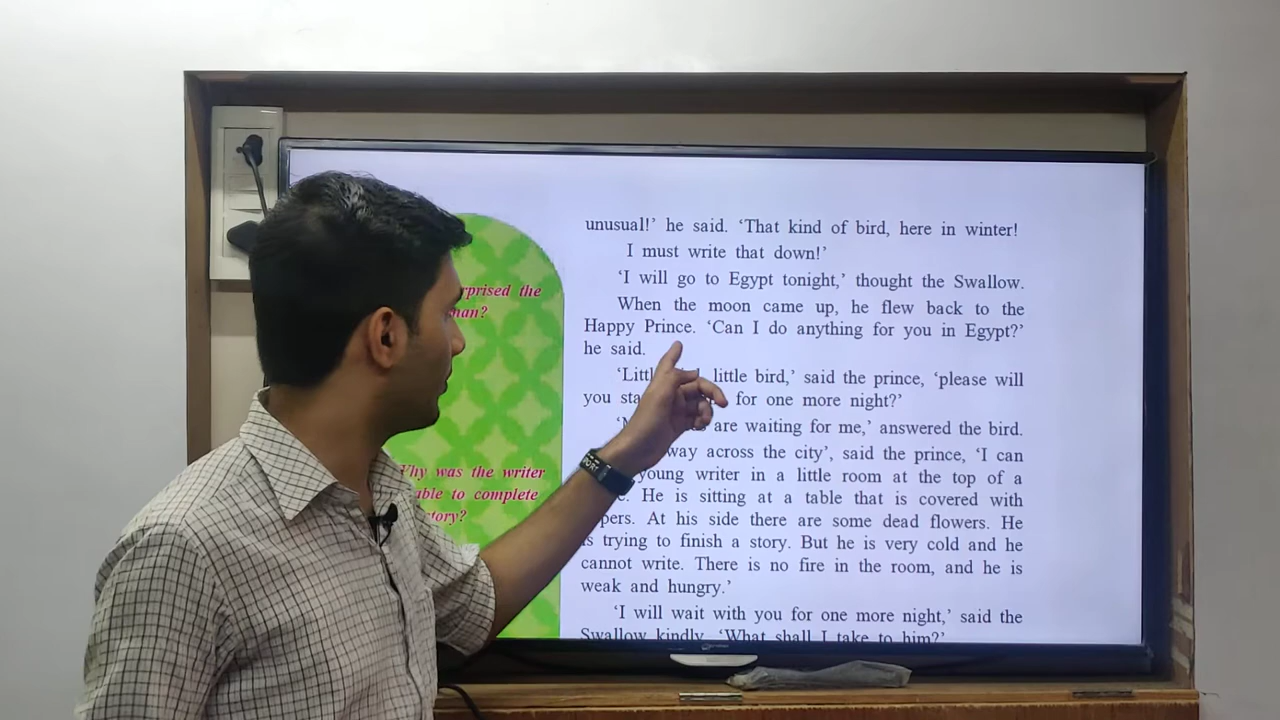 rprised the
man?
Why was the writer
able to complete
story?
unusual!’ he said. ‘That kind of bird, here in winter!
I must write that down!’
‘I will go to Egypt tonight,’ thought the Swallow.
When the moon came up, he flew back to the
Happy Prince. ‘Can I do anything for you in Egypt?’
he said.
little bird,’ said the prince, ‘please will
you for one more night?’
are waiting for me,’ answered the bird.
way across the city’, said the prince, ‘I can
young writer in a little room at the top of a
He is sitting at a table that is covered with
At his side there are some dead flowers. He
is trying to finish a story. But he is very cold and he
cannot write. There is no fire in the room, and he is
weak and hungry.’
‘I will wait with you for one more night,’ said the
Swallow kindly. ‘What shall I take to him?’